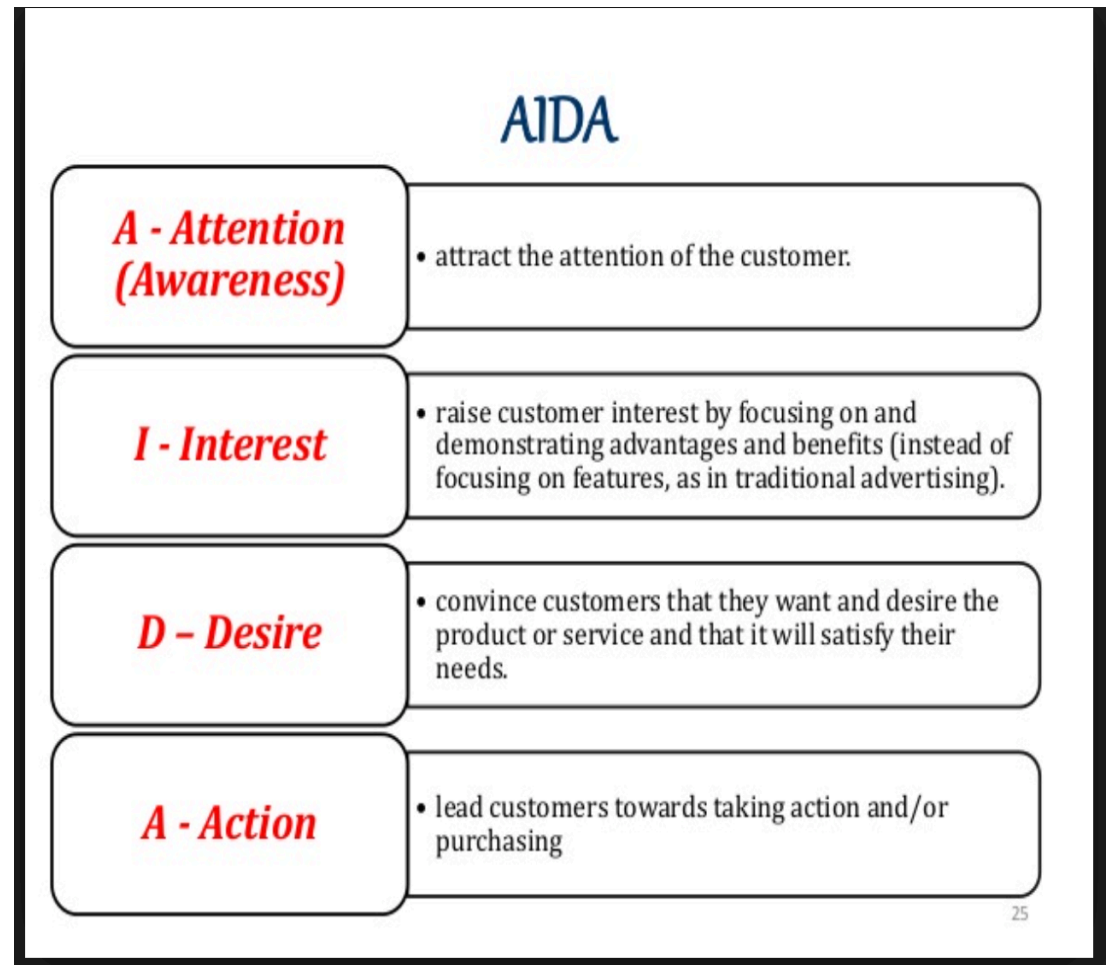 AIDA
A - Attention
(Awareness)
• attract the attention of the customer.
I - Interest
• raise customer interest by focusing on and
demonstrating advantages and benefits (instead of
focusing on features, as in traditional advertising).
D – Desire
• convince customers that they want and desire the
product or service and that it will satisfy their
needs.
A - Action
• lead customers towards taking action and/or
purchasing
25